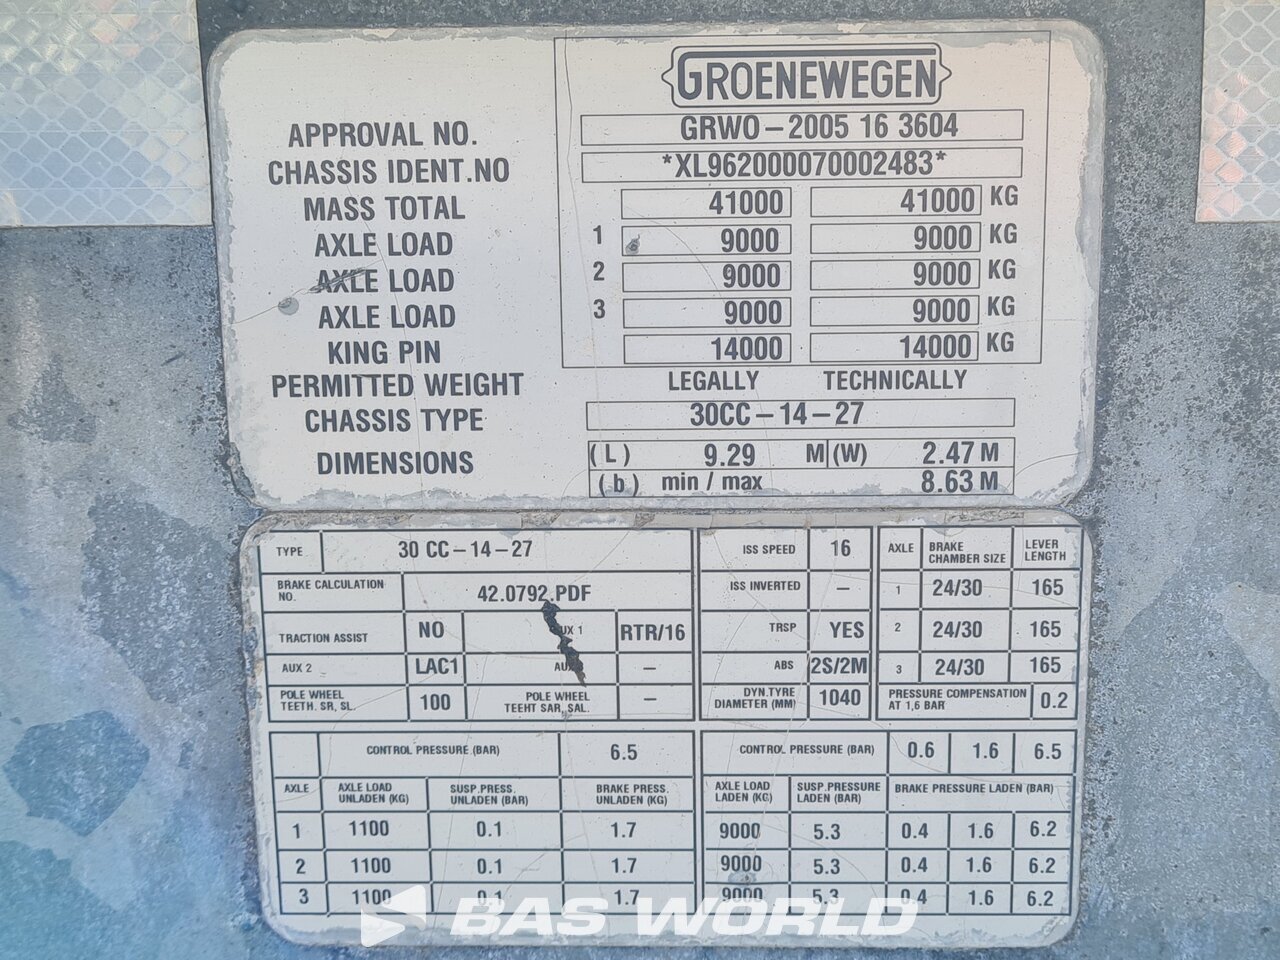 GROENEWEGEN
APPROVAL NO. GRWO-2005 16 3604
CHASSIS IDENT.NO *XL962000070002483*
MASS TOTAL 41000 41000 KG
AXLE LOAD 1 9000 9000 KG
AXLE LOAD 2 9000 9000 KG
AXLE LOAD 3 9000 9000 KG
KING PIN 14000 14000 KG
PERMITTED WEIGHT LEGALLY TECHNICALLY
CHASSIS TYPE 30CC-14-27
DIMENSIONS (L) 9.29 M (W) 2.47 M
(b) min / max 8.63 M
TYPE 30 CC-14-27 ISS SPEED 16 AXLE BRAKE CHAMBER SIZE LEVER LENGTH
BRAKE CALCULATION NO. 42.0792.PDF ISS INVERTED - 1 24/30 165
TRACTION ASSIST NO UX 1 RTR/16 TRSP YES 2 24/30 165
AUX 2 LAC1 AU - ABS 2S/2M 3 24/30 165
POLE WHEEL TEETH. SR, SL. 100 POLE WHEEL TEEHT SAR, SAL. - DYN.TYRE DIAMETER (MM) 1040 PRESSURE COMPENSATION AT 1,6 BAR 0.2
CONTROL PRESSURE (BAR) 6.5 CONTROL PRESSURE (BAR) 0.6 1.6 6.5
AXLE AXLE LOAD UNLADEN (KG) SUSP.PRESS. UNLADEN (BAR) BRAKE PRESS. UNLADEN (KG) AXLE LOAD LADEN (KG) SUSP.PRESSURE LADEN (BAR) BRAKE PRESSURE LADEN (BAR)
1 1100 0.1 1.7 9000 5.3 0.4 1.6 6.2
2 1100 0.1 1.7 9000 5.3 0.4 1.6 6.2
3 1100 0.1 1.7 9000 5.3 0.4 1.6 6.2
BAS WORLD